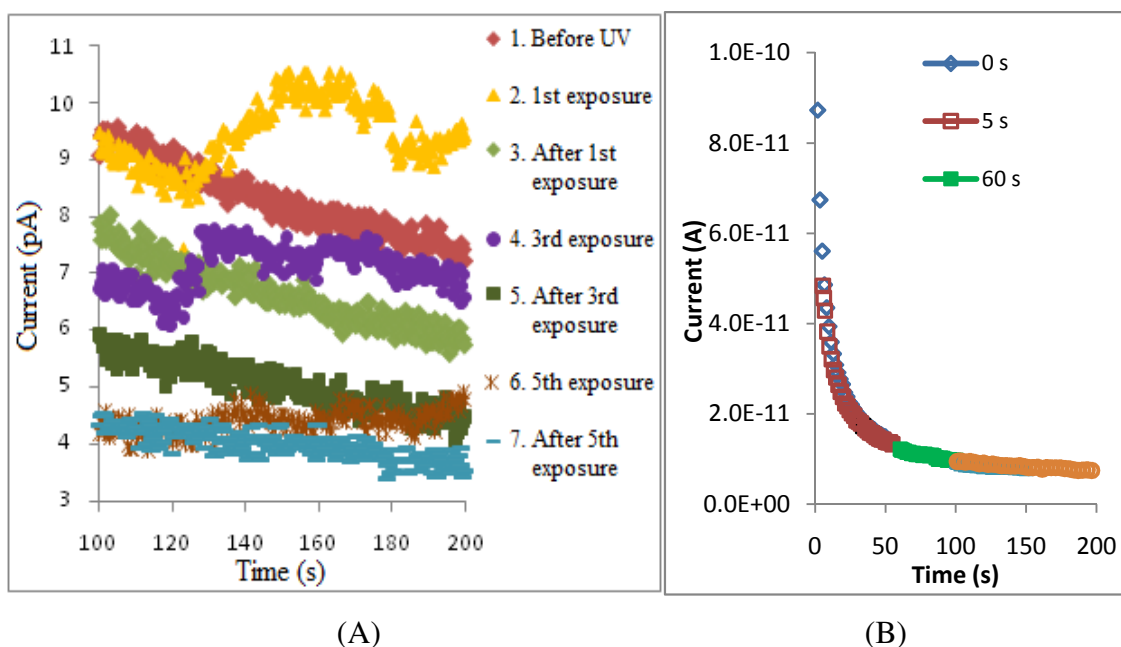 11
10
9
8
7
6
5
4
3
Current (pA)
100
120
140
160
180
200
Time (s)
1. Before UV
2. 1st exposure
3. After 1st
exposure
4. 3rd exposure
5. After 3rd
exposure
6. 5th exposure
7. After 5th
exposure
(A)
1.0E-10
8.0E-11
6.0E-11
4.0E-11
2.0E-11
0.0E+00
Current (A)
0
50
100
150
200
Time (s)
0 s
5 s
60 s
(B)